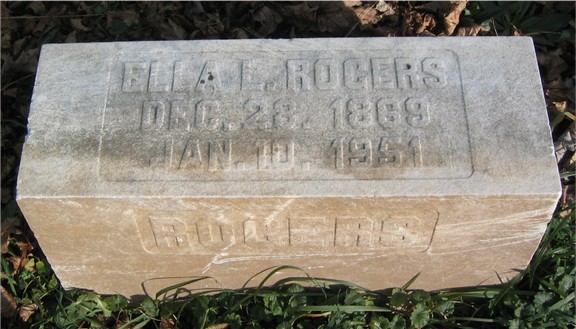 ELLA L. ROGERS
DEC. 28. 1869
JAN. 10. 1951
ROGERS